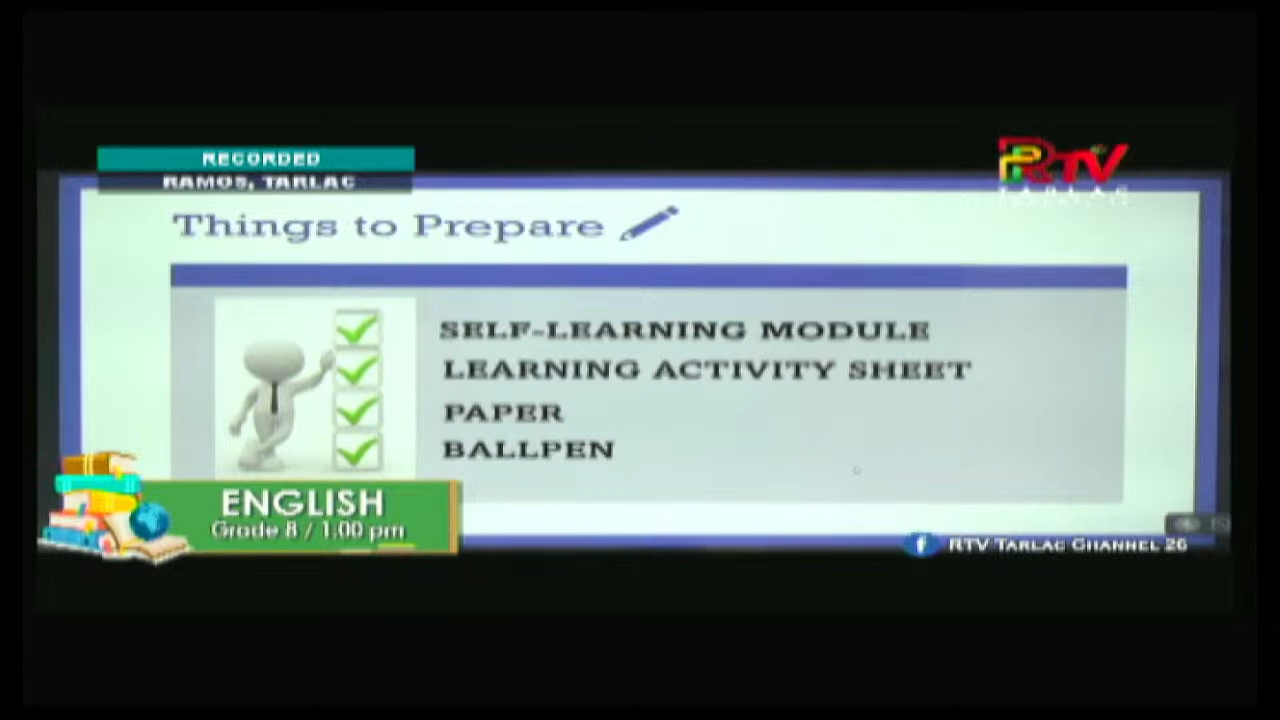 RECORDED
RAMOS, TARLAC
RTV
TARLAC
Things to Prepare
SELF-LEARNING MODULE
LEARNING ACTIVITY SHEET
PAPER
BALLPEN
ENGLISH
Grade 8 / 1:00 pm
RTV TARLAC CHANNEL 26